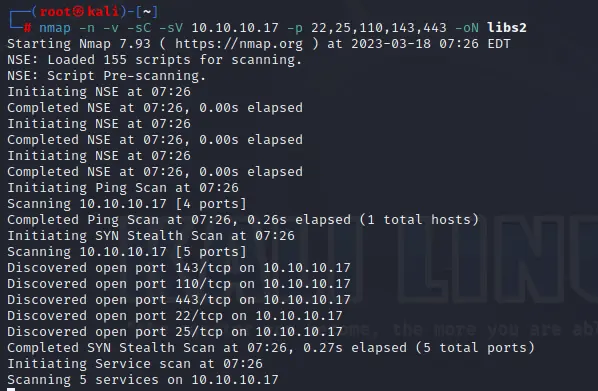 ┌──(root㉿kali)-[~]
└─# nmap -n -v -sC -sV 10.10.10.17 -p 22,25,110,143,443 -oN libs2
Starting Nmap 7.93 ( https://nmap.org ) at 2023-03-18 07:26 EDT
NSE: Loaded 155 scripts for scanning.
NSE: Script Pre-scanning.
Initiating NSE at 07:26
Completed NSE at 07:26, 0.00s elapsed
Initiating NSE at 07:26
Completed NSE at 07:26, 0.00s elapsed
Initiating NSE at 07:26
Completed NSE at 07:26, 0.00s elapsed
Initiating Ping Scan at 07:26
Scanning 10.10.10.17 [4 ports]
Completed Ping Scan at 07:26, 0.26s elapsed (1 total hosts)
Initiating SYN Stealth Scan at 07:26
Scanning 10.10.10.17 [5 ports]
Discovered open port 143/tcp on 10.10.10.17
Discovered open port 110/tcp on 10.10.10.17
Discovered open port 443/tcp on 10.10.10.17
Discovered open port 22/tcp on 10.10.10.17
Discovered open port 25/tcp on 10.10.10.17
Completed SYN Stealth Scan at 07:26, 0.27s elapsed (5 total ports)
Initiating Service scan at 07:26
Scanning 5 services on 10.10.10.17